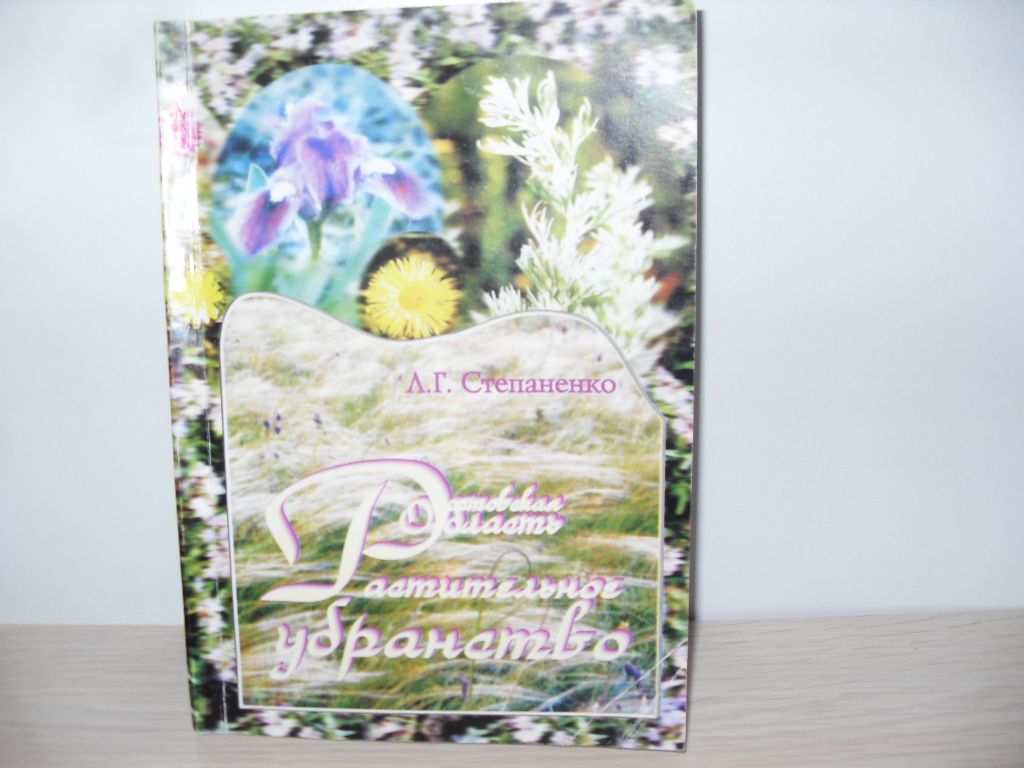 Л.Г. Степаненко
Ростовская
область
Растительное
убранство